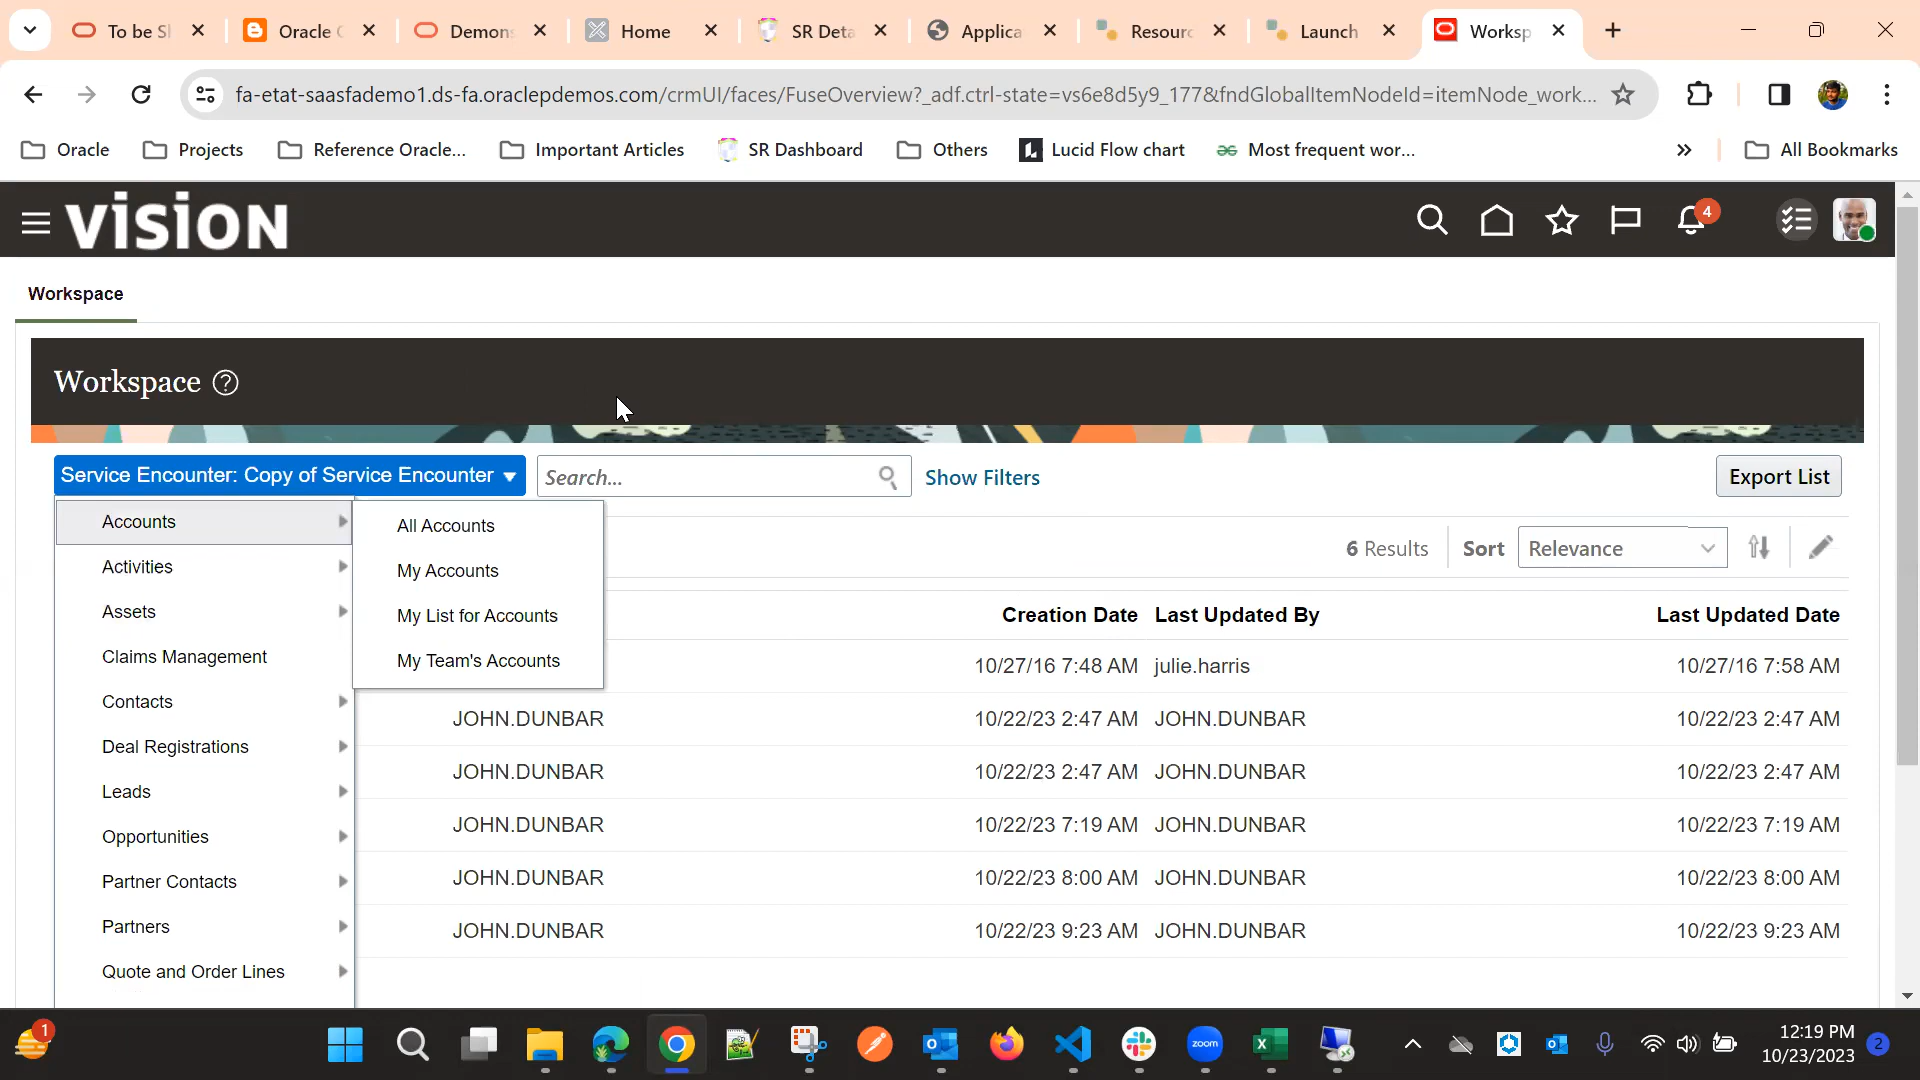 To be S
Oracle
Demons
Home
SR Deta
Applica
Resourc
Launch
Worksp
fa-etat-saasfademo1.ds-fa.oraclepdemos.com/crmUI/faces/FuseOverview?_adf.ctrl-state=vs6e8d5y9_177&fndGlobalItemNodeId=itemNode_work...
Oracle
Projects
Reference Oracle...
Important Articles
SR Dashboard
Others
Lucid Flow chart
Most frequent wor...
»
All Bookmarks
vision
4
Workspace
Workspace ?
Service Encounter: Copy of Service Encounter
Search...
Show Filters
Export List
Accounts
Activities
Assets
Claims Management
Contacts
Deal Registrations
Leads
Opportunities
Partner Contacts
Partners
Quote and Order Lines
All Accounts
My Accounts
My List for Accounts
My Team's Accounts
6 Results
Sort
Relevance
Creation Date Last Updated By Last Updated Date
10/27/16 7:48 AM julie.harris 10/27/16 7:58 AM
JOHN.DUNBAR 10/22/23 2:47 AM JOHN.DUNBAR 10/22/23 2:47 AM
JOHN.DUNBAR 10/22/23 2:47 AM JOHN.DUNBAR 10/22/23 2:47 AM
JOHN.DUNBAR 10/22/23 7:19 AM JOHN.DUNBAR 10/22/23 7:19 AM
JOHN.DUNBAR 10/22/23 8:00 AM JOHN.DUNBAR 10/22/23 8:00 AM
JOHN.DUNBAR 10/22/23 9:23 AM JOHN.DUNBAR 10/22/23 9:23 AM
1
zoom
12:19 PM
10/23/2023
2